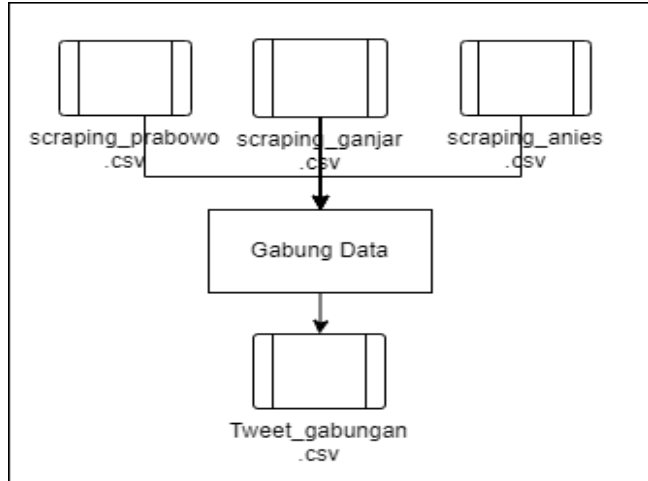 scraping_prabowo
.csv
scraping_ganjar
.csv
scraping_anies
.csv
Gabung Data
Tweet_gabungan
.csv